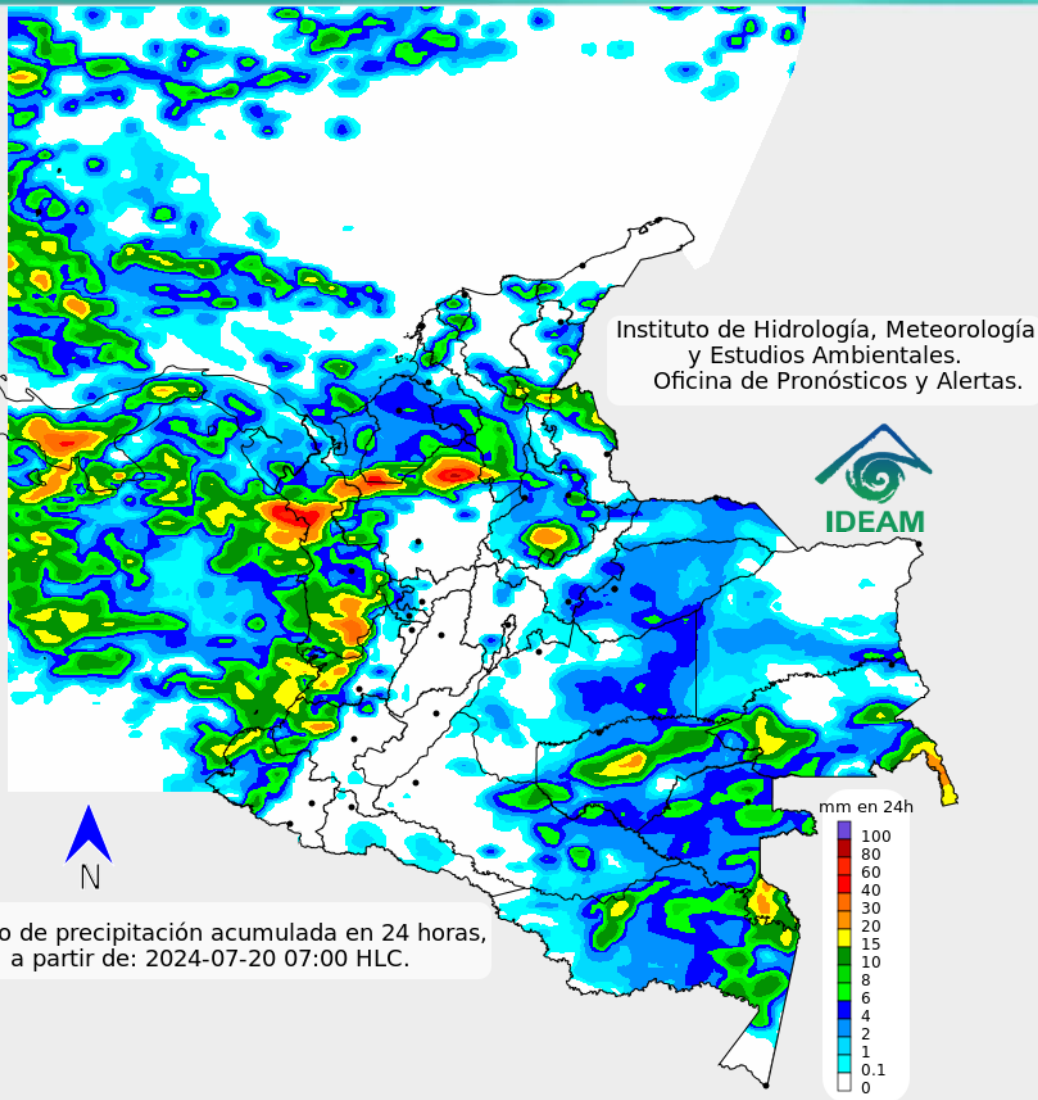 Instituto de Hidrología, Meteorología
y Estudios Ambientales.
Oficina de Pronósticos y Alertas.
IDEAM
mm en 24h
100
80
60
40
30
20
15
10
8
6
4
2
1
0.1
0
N
o de precipitación acumulada en 24 horas,
a partir de: 2024-07-20 07:00 HLC.